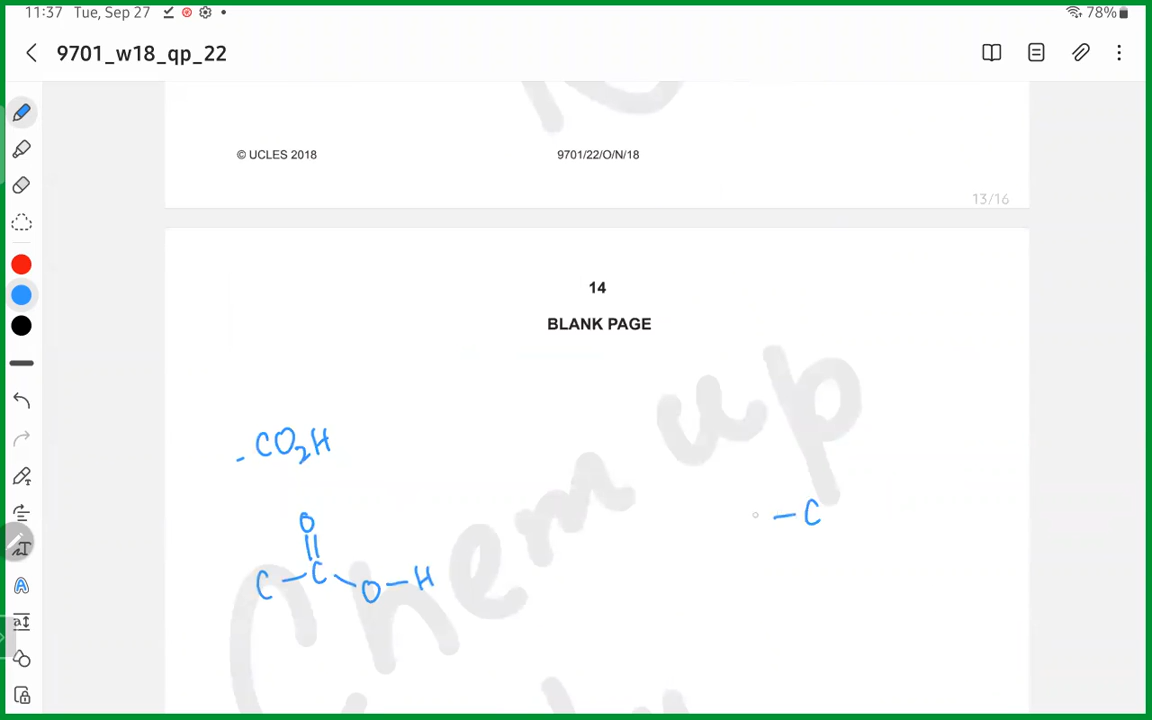 11:37 Tue, Sep 27
78%
9701_w18_qp_22
© UCLES 2018
9701/22/O/N/18
13/16
14
BLANK PAGE
Chem up
- CO2H
O
C – C
O – H
– C
T
A
a